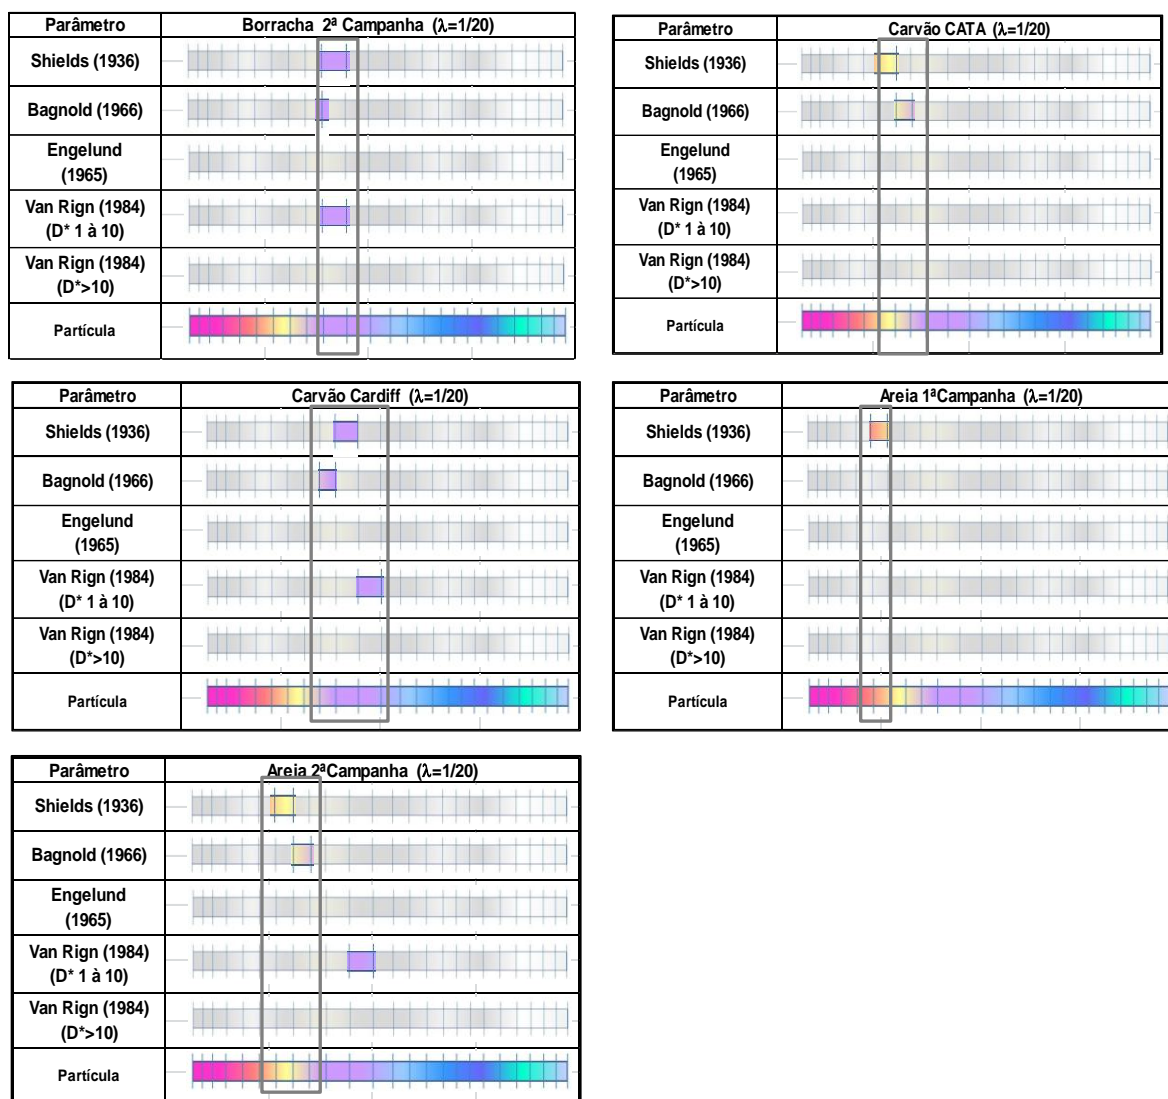 Parâmetro Borracha 2ª Campanha (λ=1/20)
Shields (1936)
Bagnold (1966)
Engelund
(1965)
Van Rign (1984)
(D* 1 à 10)
Van Rign (1984)
(D*>10)
Partícula
Parâmetro Carvão CATA (λ=1/20)
Shields (1936)
Bagnold (1966)
Engelund
(1965)
Van Rign (1984)
(D* 1 à 10)
Van Rign (1984)
(D*>10)
Partícula
Parâmetro Carvão Cardiff (λ=1/20)
Shields (1936)
Bagnold (1966)
Engelund
(1965)
Van Rign (1984)
(D* 1 à 10)
Van Rign (1984)
(D*>10)
Partícula
Parâmetro Areia 1ªCampanha (λ=1/20)
Shields (1936)
Bagnold (1966)
Engelund
(1965)
Van Rign (1984)
(D* 1 à 10)
Van Rign (1984)
(D*>10)
Partícula
Parâmetro Areia 2ªCampanha (λ=1/20)
Shields (1936)
Bagnold (1966)
Engelund
(1965)
Van Rign (1984)
(D* 1 à 10)
Van Rign (1984)
(D*>10)
Partícula